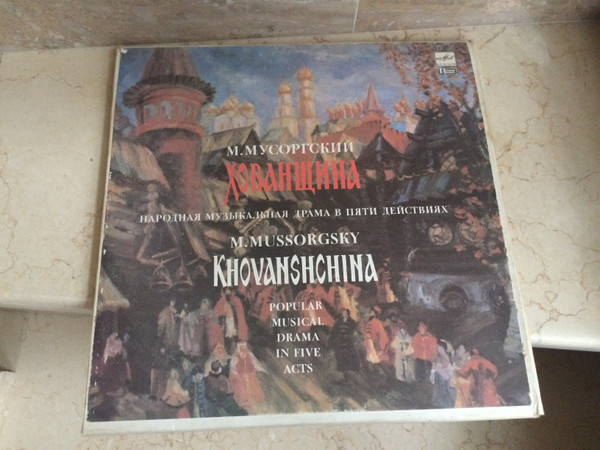 М.МУСОРГСКИЙ
ХОВАНЩИНА
НАРОДНАЯ МУЗЫКАЛЬНАЯ ДРАМА В ПЯТИ ДЕЙСТВИЯХ
M.MUSSORGSKY
KHOVANSHCHINA
POPULAR
MUSICAL
DRAMA
IN FIVE
ACTS